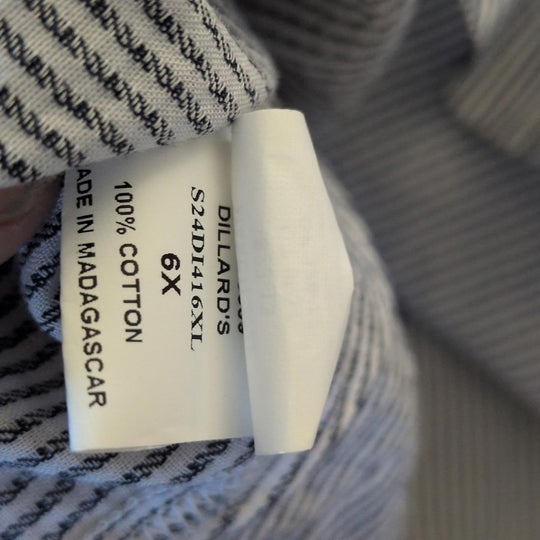 DILLARD'S
S24DI416XL
6X
100% COTTON
ADE IN MADAGASCAR